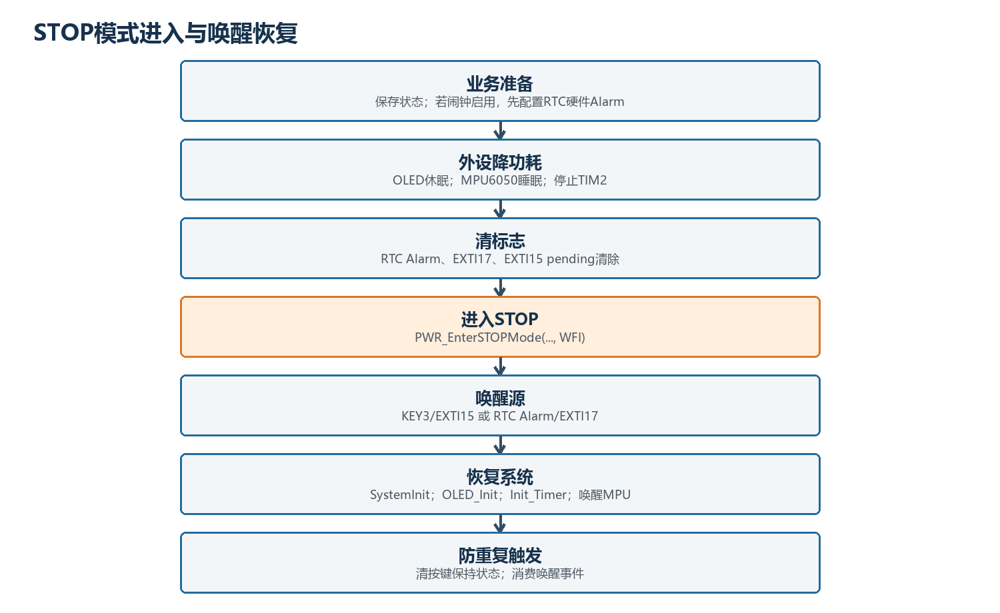 STOP模式进入与唤醒恢复
业务准备
保存状态；若闹钟启用，先配置RTC硬件Alarm
外设降功耗
OLED休眠；MPU6050睡眠；停止TIM2
清标志
RTC Alarm、EXTI17、EXTI15 pending清除
进入STOP
PWR_EnterSTOPMode(..., WFI)
唤醒源
KEY3/EXTI15 或 RTC Alarm/EXTI17
恢复系统
SystemInit；OLED_Init；Init_Timer；唤醒MPU
防重复触发
清按键保持状态；消费唤醒事件